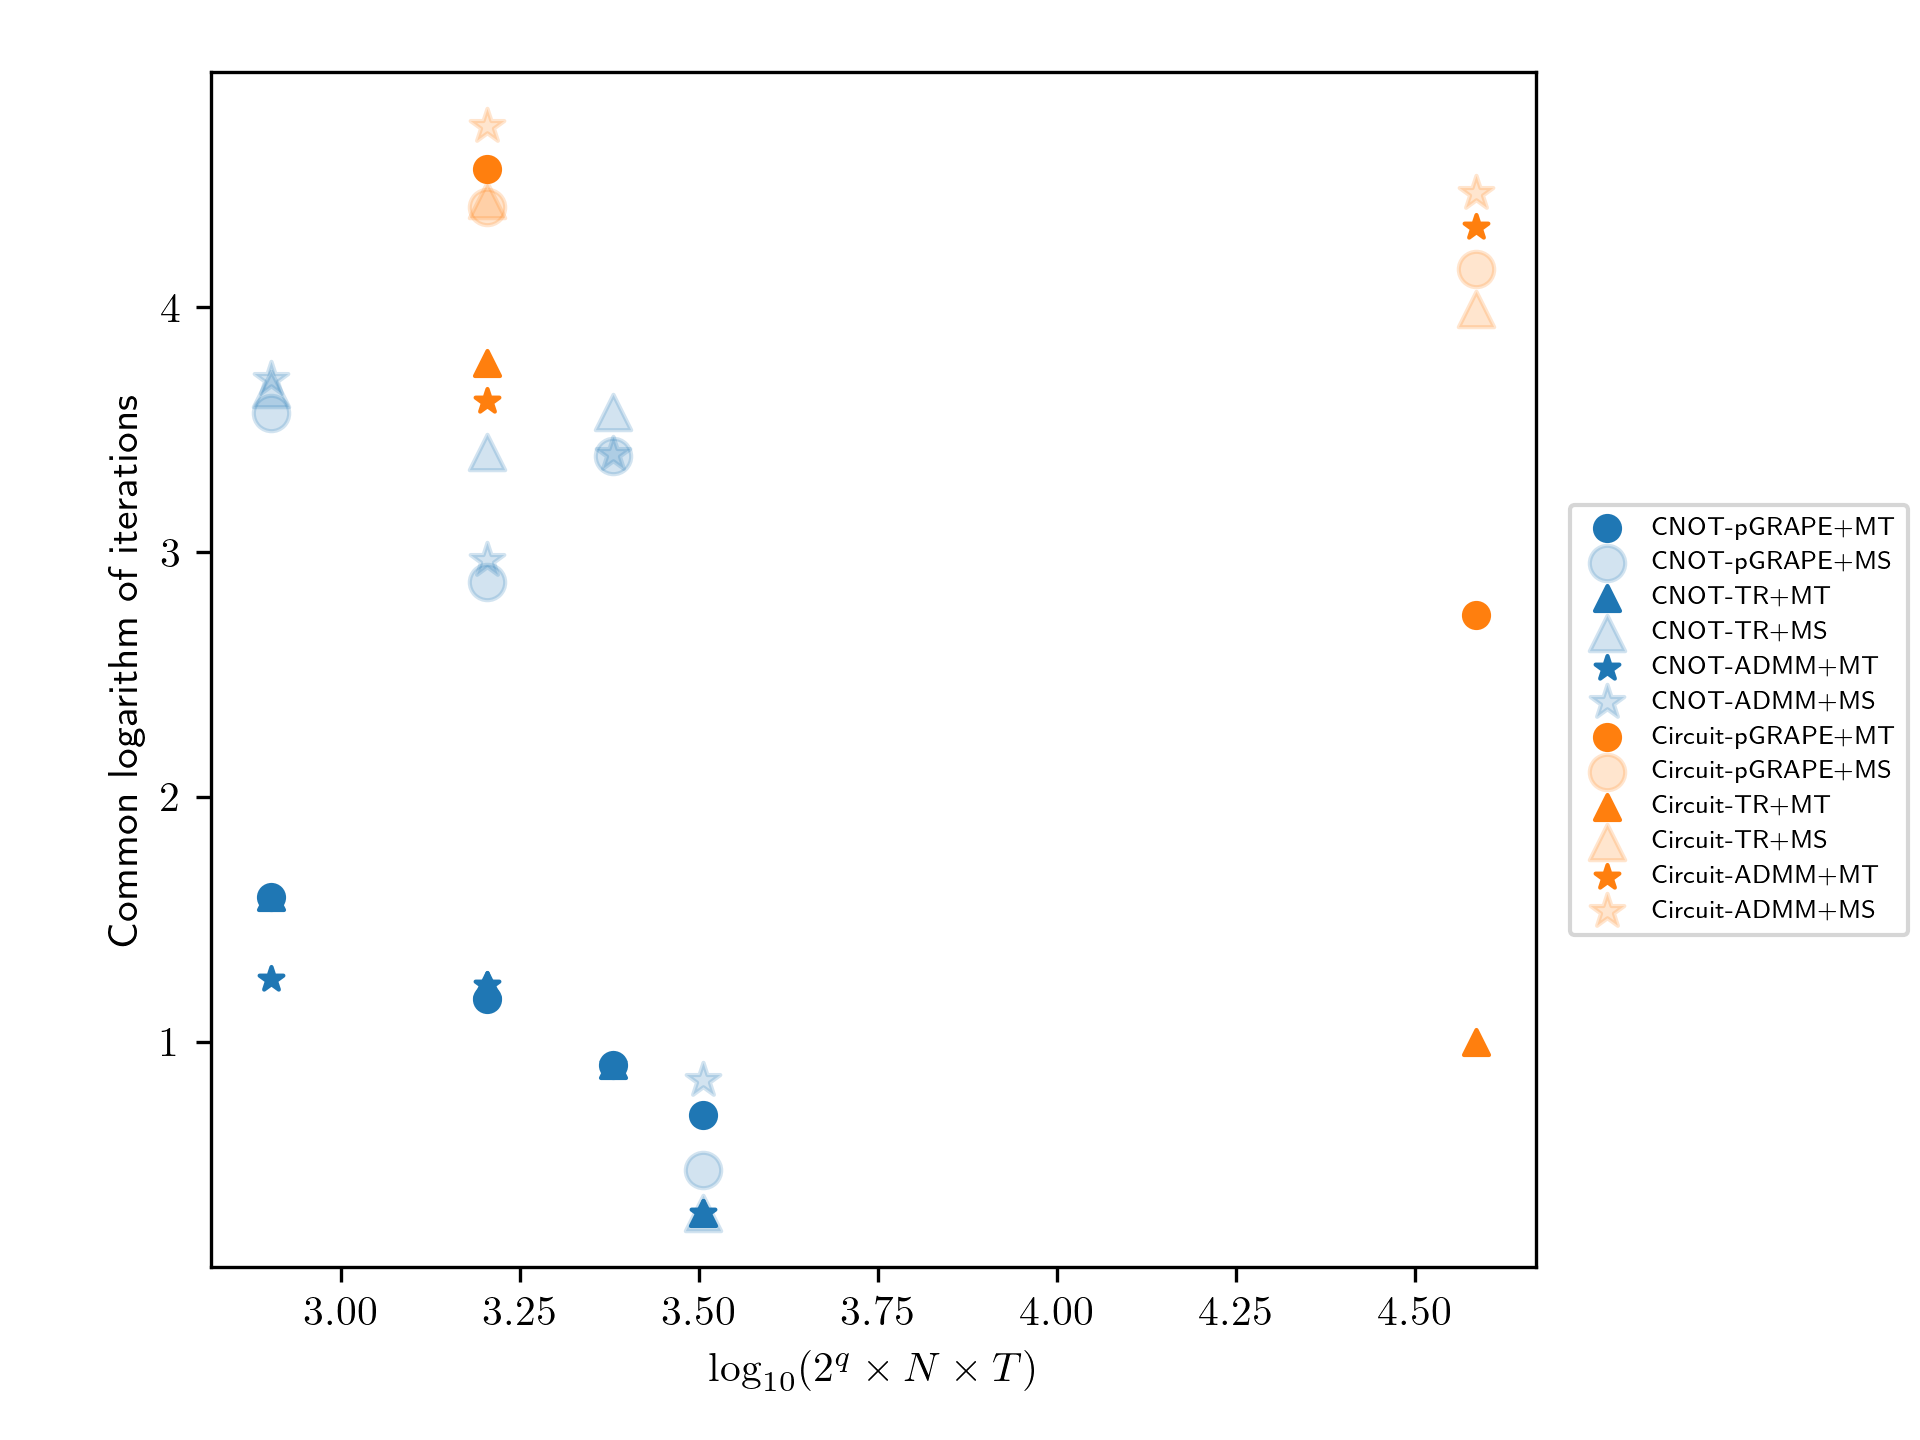 4
3
2
1
Common logarithm of iterations
3.00 3.25 3.50 3.75 4.00 4.25 4.50
log₁₀(2^q × N × T)
CNOT-pGRAPE+MT
CNOT-pGRAPE+MS
CNOT-TR+MT
CNOT-TR+MS
CNOT-ADMM+MT
CNOT-ADMM+MS
Circuit-pGRAPE+MT
Circuit-pGRAPE+MS
Circuit-TR+MT
Circuit-TR+MS
Circuit-ADMM+MT
Circuit-ADMM+MS